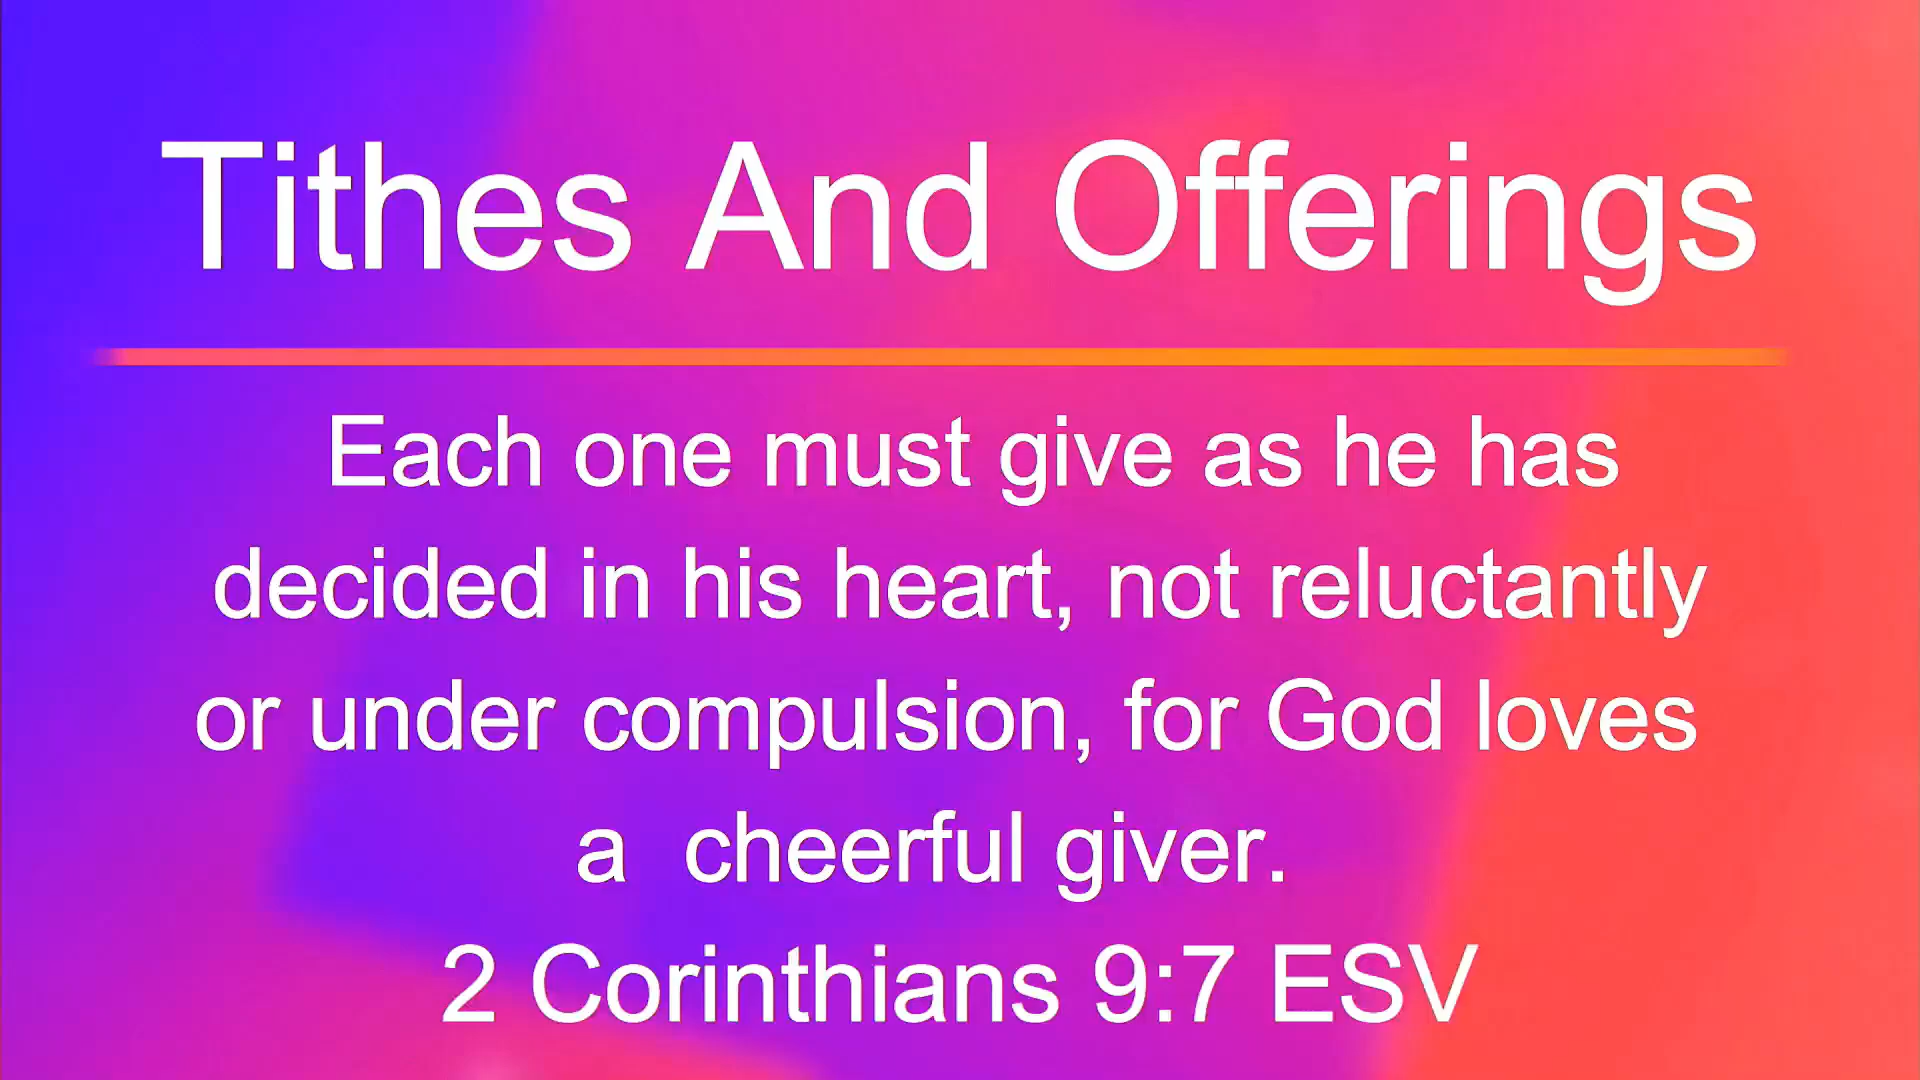 Tithes And Offerings
Each one must give as he has
decided in his heart, not reluctantly
or under compulsion, for God loves
a  cheerful giver.
2 Corinthians 9:7 ESV